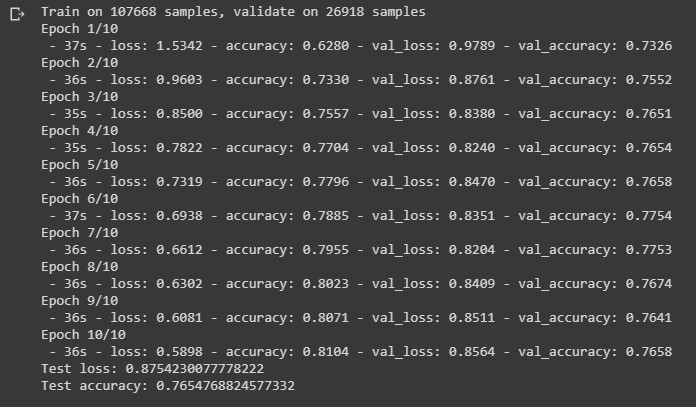 Train on 107668 samples, validate on 26918 samples
Epoch 1/10
 - 37s - loss: 1.5342 - accuracy: 0.6280 - val_loss: 0.9789 - val_accuracy: 0.7326
Epoch 2/10
 - 36s - loss: 0.9603 - accuracy: 0.7330 - val_loss: 0.8761 - val_accuracy: 0.7552
Epoch 3/10
 - 35s - loss: 0.8500 - accuracy: 0.7557 - val_loss: 0.8380 - val_accuracy: 0.7651
Epoch 4/10
 - 35s - loss: 0.7822 - accuracy: 0.7704 - val_loss: 0.8240 - val_accuracy: 0.7654
Epoch 5/10
 - 36s - loss: 0.7319 - accuracy: 0.7796 - val_loss: 0.8470 - val_accuracy: 0.7658
Epoch 6/10
 - 37s - loss: 0.6938 - accuracy: 0.7885 - val_loss: 0.8351 - val_accuracy: 0.7754
Epoch 7/10
 - 36s - loss: 0.6612 - accuracy: 0.7955 - val_loss: 0.8204 - val_accuracy: 0.7753
Epoch 8/10
 - 36s - loss: 0.6302 - accuracy: 0.8023 - val_loss: 0.8409 - val_accuracy: 0.7674
Epoch 9/10
 - 36s - loss: 0.6081 - accuracy: 0.8071 - val_loss: 0.8511 - val_accuracy: 0.7641
Epoch 10/10
 - 36s - loss: 0.5898 - accuracy: 0.8104 - val_loss: 0.8564 - val_accuracy: 0.7658
Test loss: 0.8754230077778222
Test accuracy: 0.7654768824577332